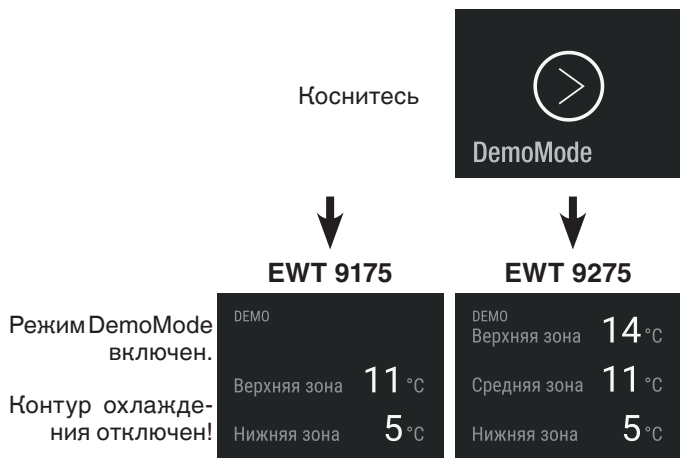 Коснитесь
DemoMode
EWT 9175
EWT 9275
Режим DemoMode
включен.
Контур охлажде-
ния отключен!
DEMO
Верхняя зона 11 °C
Нижняя зона 5 °C
DEMO
Верхняя зона 14 °C
Средняя зона 11 °C
Нижняя зона 5 °C